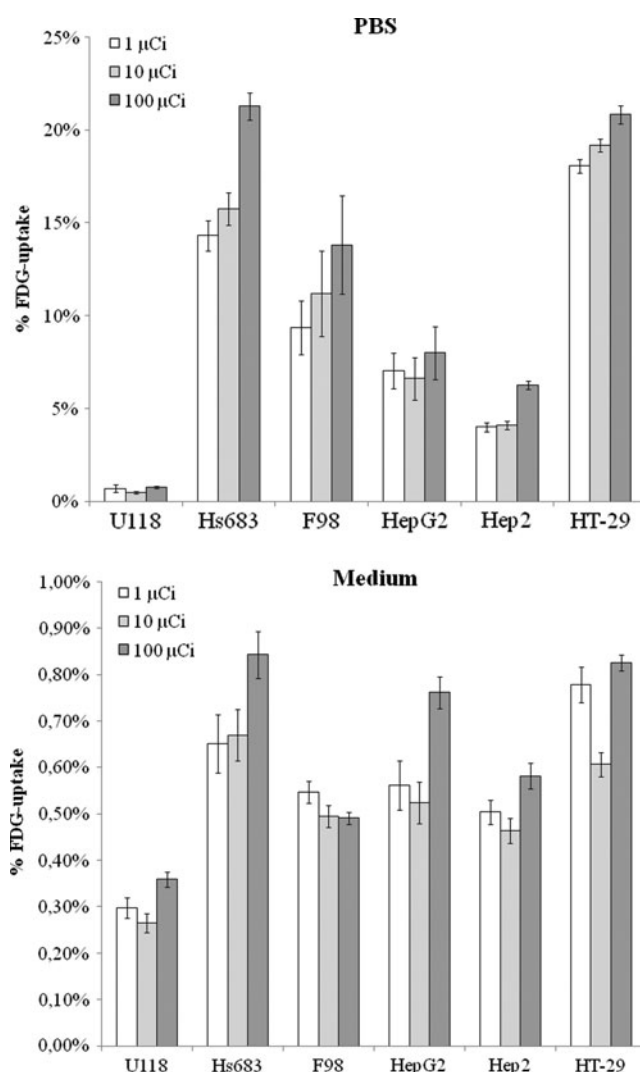 PBS
25%
1 μCi
10 μCi
100 μCi
20%
15%
10%
5%
0%
% FDG-uptake
U118 Hs683 F98 HepG2 Hep2 HT-29
Medium
1,00%
1 μCi
0,90%
10 μCi
100 μCi
0,80%
0,70%
0,60%
0,50%
0,40%
0,30%
0,20%
0,10%
0,00%
% FDG-uptake
U118 Hs683 F98 HepG2 Hep2 HT-29